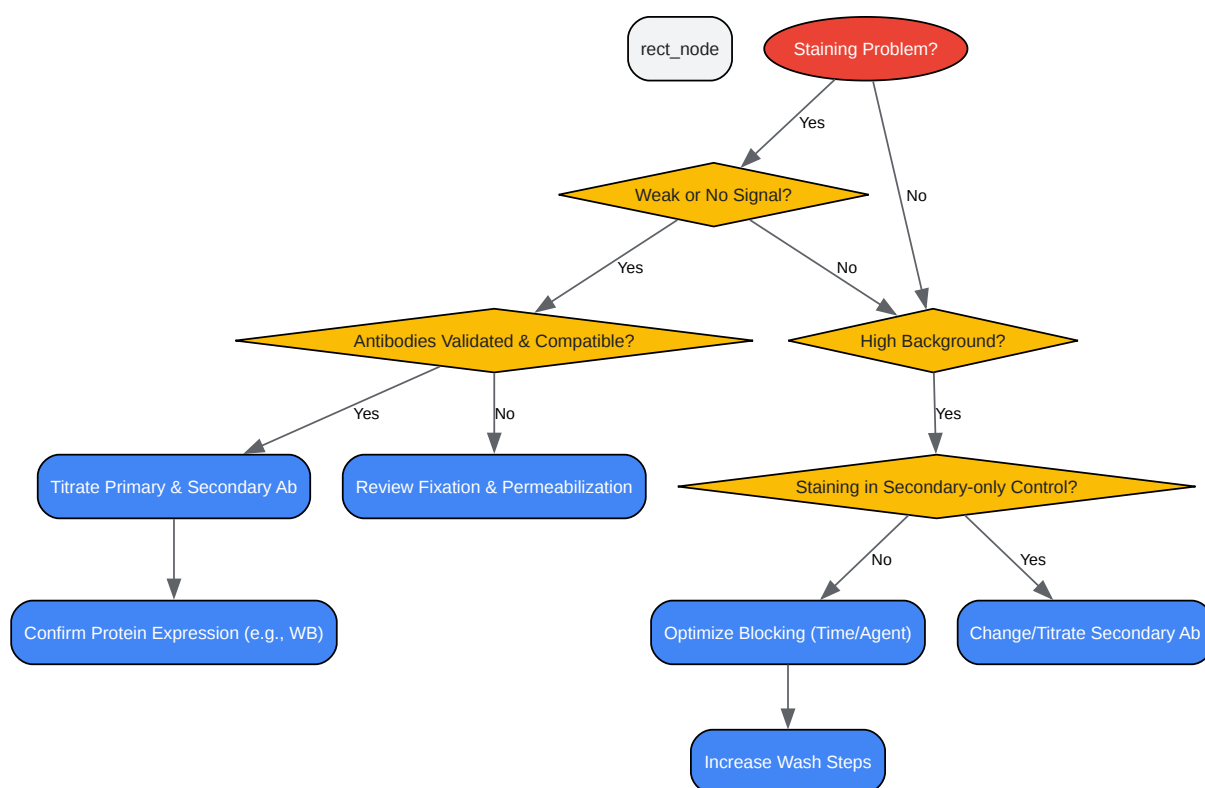 rect_node
Staining Problem?
Yes
Weak or No Signal?
No
Yes
No
Antibodies Validated & Compatible?
High Background?
Yes
No
Yes
Titrate Primary & Secondary Ab
Review Fixation & Permeabilization
Staining in Secondary-only Control?
No
Yes
Confirm Protein Expression (e.g., WB)
Optimize Blocking (Time/Agent)
Change/Titrate Secondary Ab
Increase Wash Steps